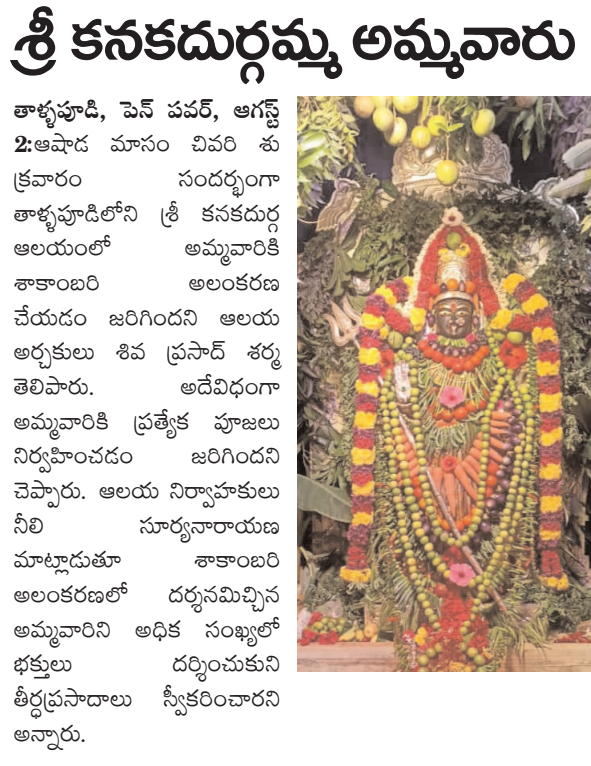 శ్రీ కనకదుర్గమ్మ అమ్మవారు
తాళ్ళపూడి, పెన్ పవర్, ఆగస్ట్
2:ఆషాడ మాసం చివరి శు
క్రవారం సందర్భంగా
తాళ్ళపూడిలోని శ్రీ కనకదుర్గ
ఆలయంలో అమ్మవారికి
శాకాంబరి అలంకరణ
చేయడం జరిగిందని ఆలయ
అర్చకులు శివ ప్రసాద్ శర్మ
తెలిపారు. అదేవిధంగా
అమ్మవారికి ప్రత్యేక పూజలు
నిర్వహించడం జరిగిందని
చెప్పారు. ఆలయ నిర్వాహకులు
నీలి సూర్యనారాయణ
మాట్లాడుతూ శాకాంబరి
అలంకరణలో దర్శనమిచ్చిన
అమ్మవారిని అధిక సంఖ్యలో
భక్తులు దర్శించుకుని
తీర్ధప్రసాదాలు స్వీకరించారని
అన్నారు.